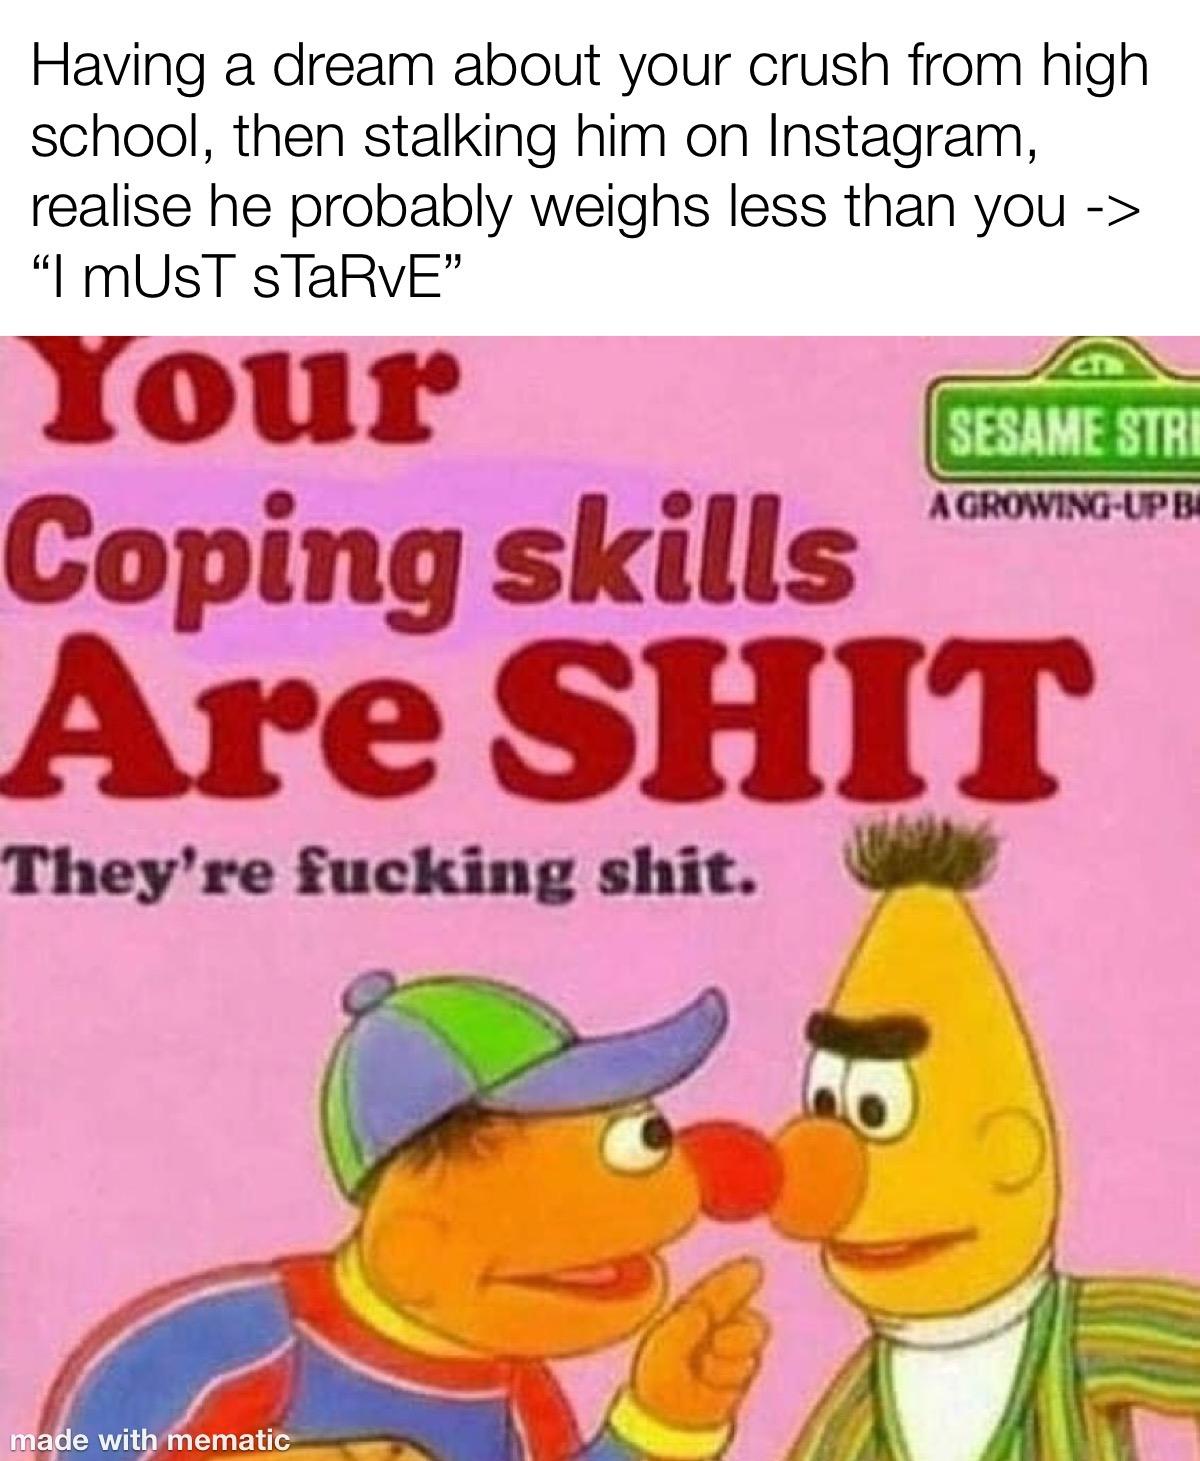 Having a dream about your crush from high
school, then stalking him on Instagram,
realise he probably weighs less than you ->
“I mUsT sTaRvE”
Your
SESAME STRE
A GROWING-UP B
Coping skills
Are SHIT
They're fucking shit.
made with mematic